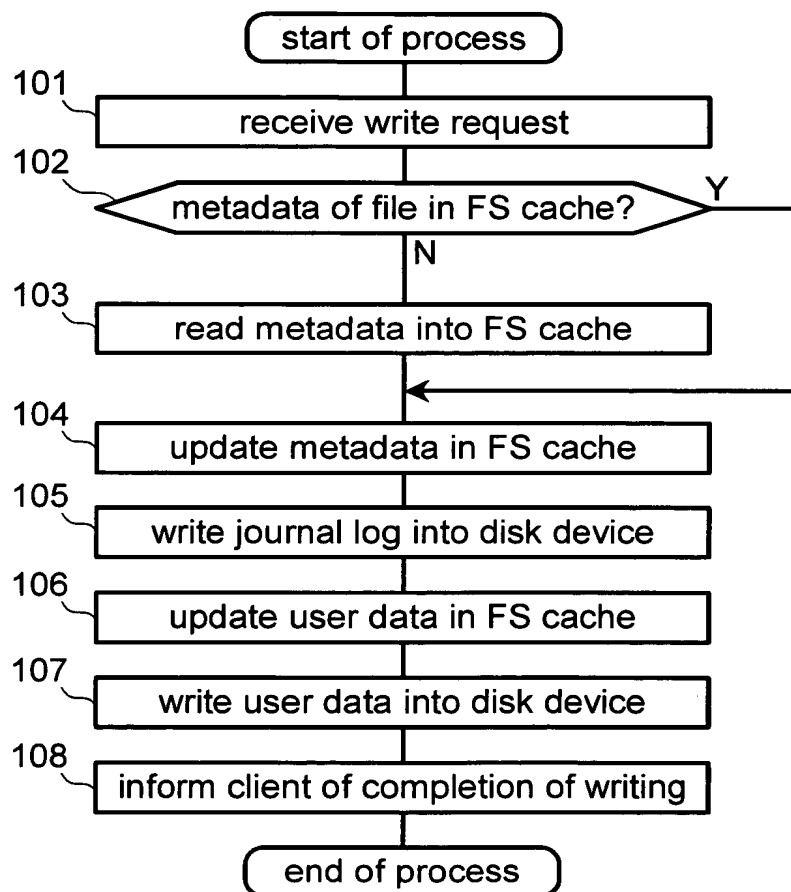 start of process
101
receive write request
102
metadata of file in FS cache?
Y
N
103
read metadata into FS cache
104
update metadata in FS cache
105
write journal log into disk device
106
update user data in FS cache
107
write user data into disk device
108
inform client of completion of writing
end of process